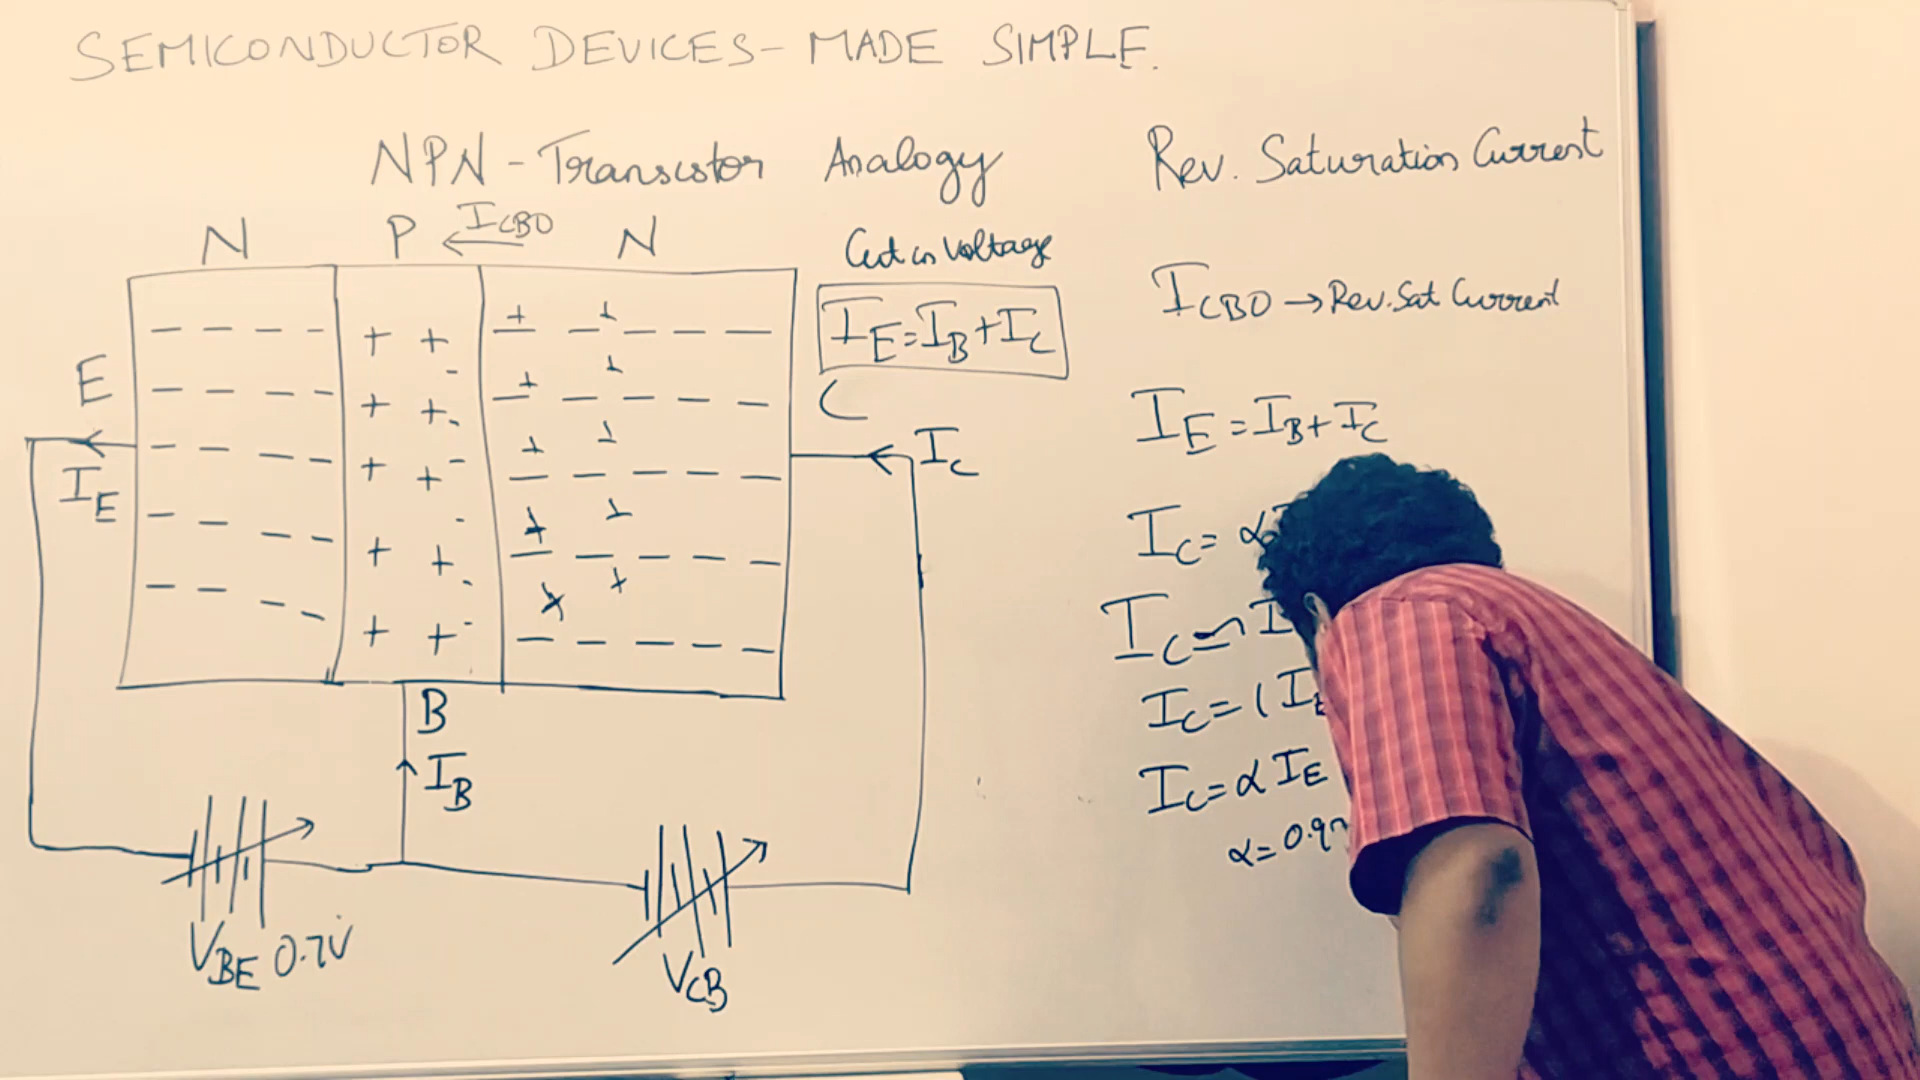 SEMICONDUCTOR DEVICES - MADE SIMPLE.
NPN - Transistor Analogy
N P ICBO N
Cut in Voltage
IE=IB+IC
E
C
IE
IC
B
IB
VBE 0.7V
VCB
Rev. Saturation Current
ICBO → Rev. Sat Current
IE = IB + IC
IC = α
IC ≃ I
IC = (I
IC = α IE
α = 0.9